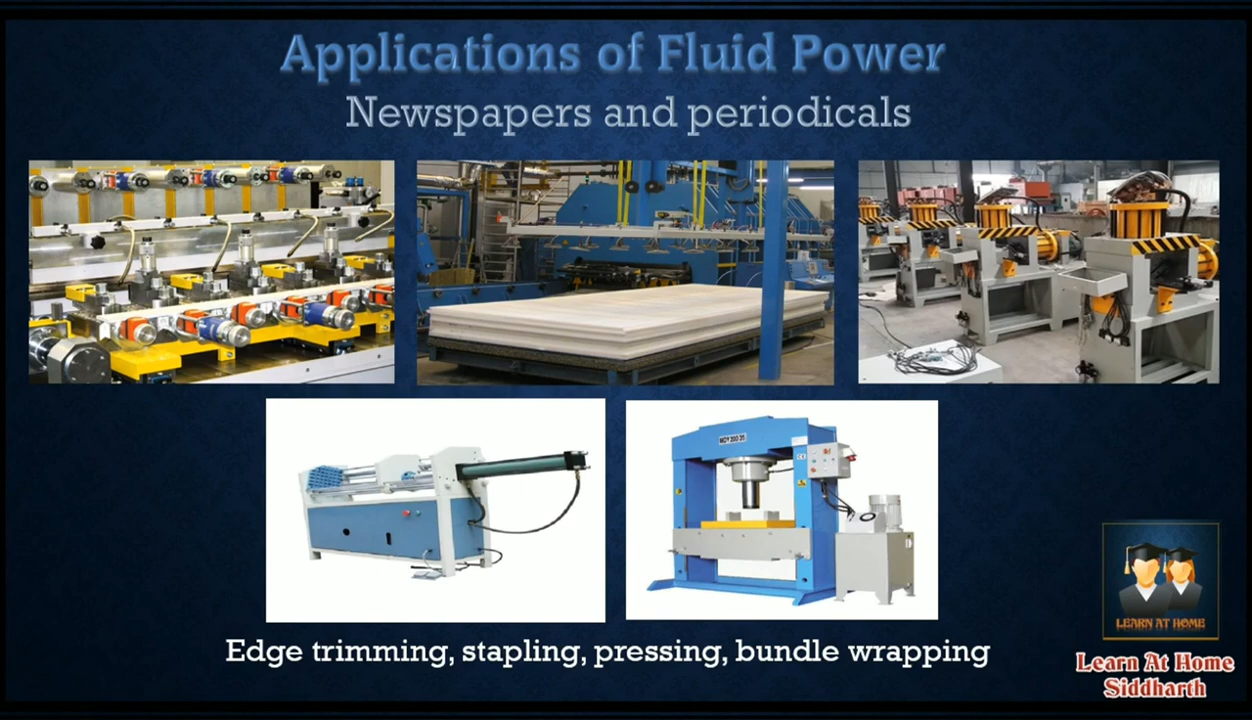 Applications of Fluid Power
Newspapers and periodicals
Edge trimming, stapling, pressing, bundle wrapping
LEARN AT HOME
Learn At Home
Siddharth